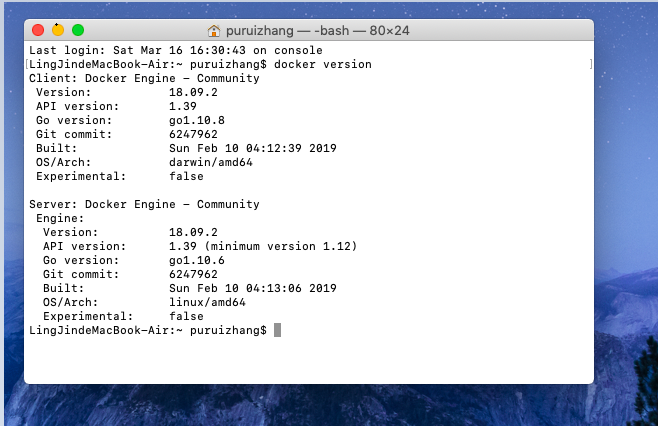 puruizhang — -bash — 80×24
Last login: Sat Mar 16 16:30:43 on console
[LingJindeMacBook-Air:~ puruizhang$ docker version ]
Client: Docker Engine - Community
 Version:           18.09.2
 API version:       1.39
 Go version:        go1.10.8
 Git commit:        6247962
 Built:             Sun Feb 10 04:12:39 2019
 OS/Arch:           darwin/amd64
 Experimental:      false

Server: Docker Engine - Community
 Engine:
  Version:          18.09.2
  API version:      1.39 (minimum version 1.12)
  Go version:       go1.10.6
  Git commit:       6247962
  Built:            Sun Feb 10 04:13:06 2019
  OS/Arch:          linux/amd64
  Experimental:     false
LingJindeMacBook-Air:~ puruizhang$